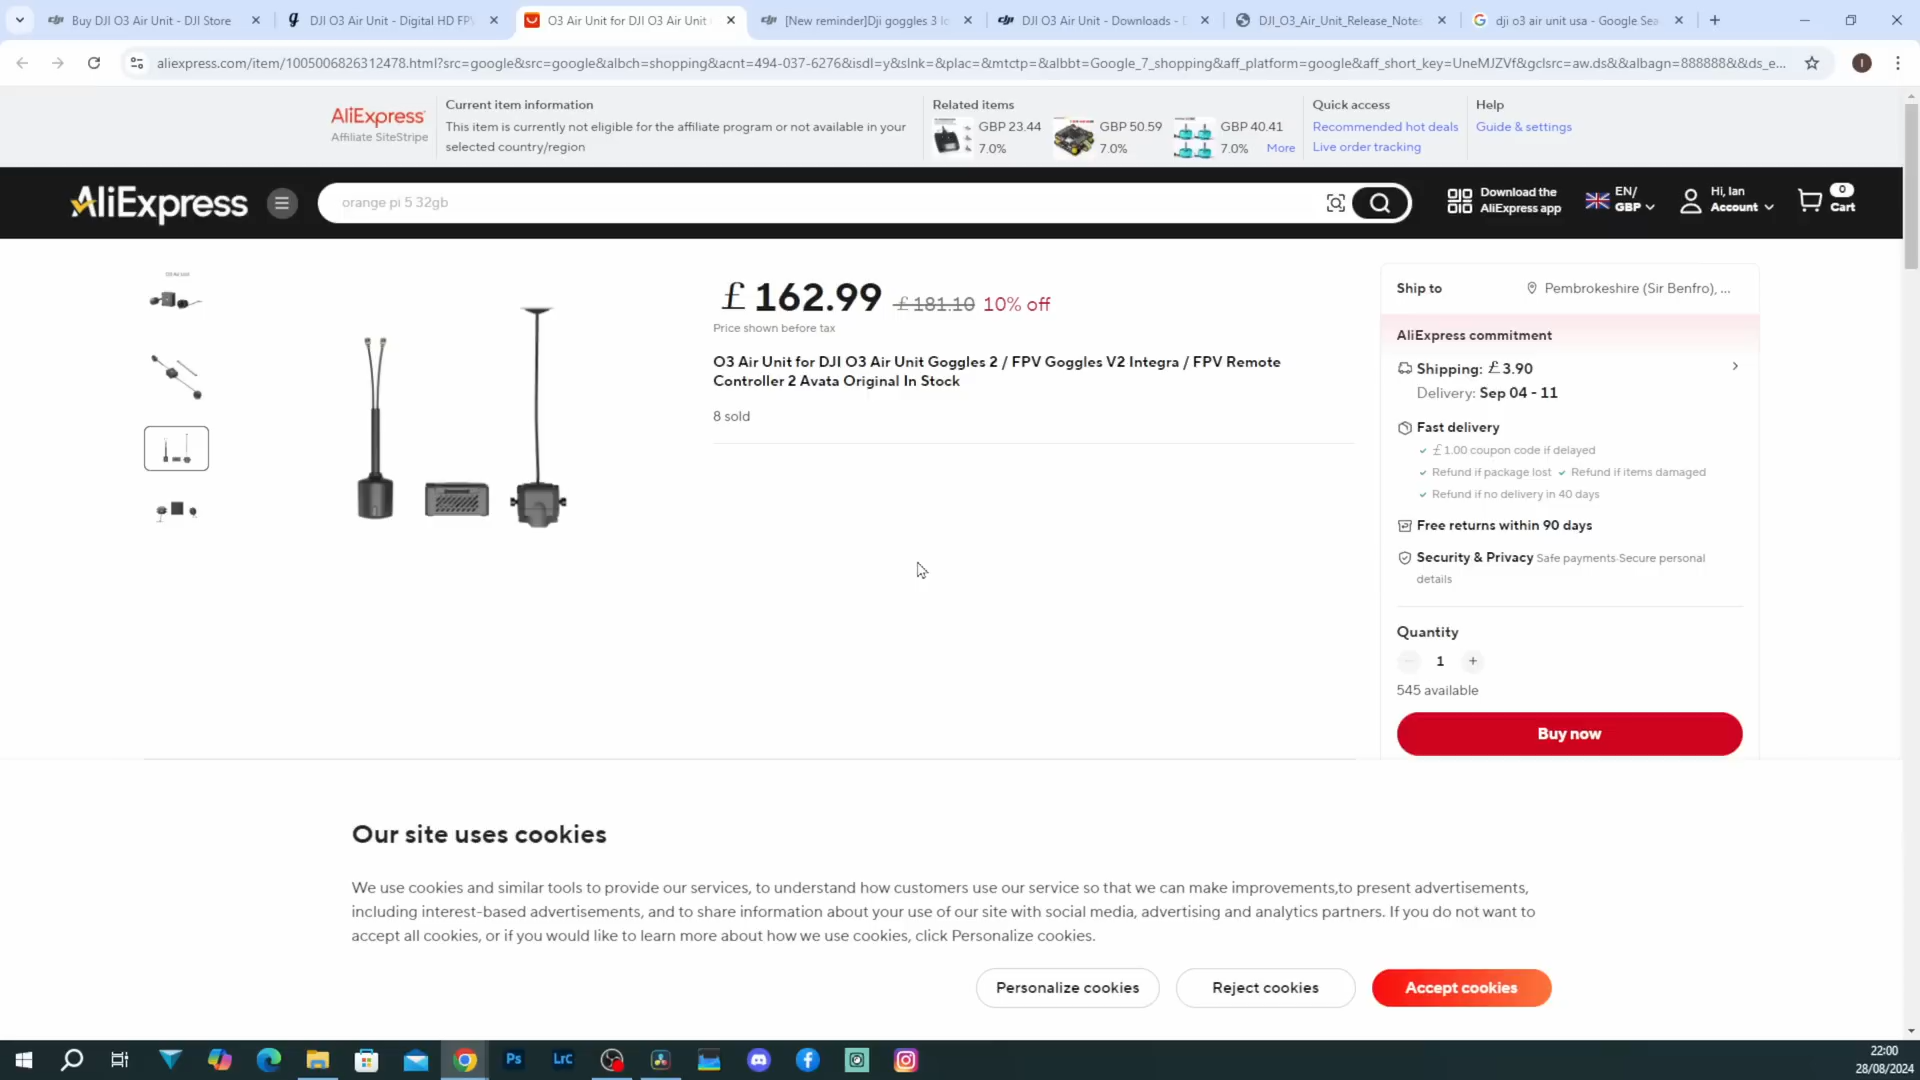 Buy DJI O3 Air Unit - DJI Store
DJI O3 Air Unit - Digital HD FPV
O3 Air Unit for DJI O3 Air Unit
[New reminder]Dji goggles 3 lo
DJI O3 Air Unit - Downloads - D
DJI_O3_Air_Unit_Release_Notes
dji o3 air unit usa - Google Sea
aliexpress.com/item/1005006826312478.html?src=google&src=google&albch=shopping&acnt=494-037-6276&isdl=y&slnk=&plac=&mtctp=&albbt=Google_7_shopping&aff_platform=google&aff_short_key=UneMJZVf&gclsrc=aw.ds&&albagn=888888&&ds_e...
I
AliExpress
Affiliate SiteStripe
Current item information
This item is currently not eligible for the affiliate program or not available in your
selected country/region
Related items
GBP 23.44
7.0%
GBP 50.59
7.0%
GBP 40.41
7.0%
More
Quick access
Recommended hot deals
Live order tracking
Help
Guide & settings
AliExpress
orange pi 5 32gb
Download the
AliExpress app
EN/
GBP
Hi, Ian
Account
0
Cart
£162.99 £181.10 10% off
Price shown before tax
O3 Air Unit for DJI O3 Air Unit Goggles 2 / FPV Goggles V2 Integra / FPV Remote
Controller 2 Avata Original In Stock
8 sold
Ship to
Pembrokeshire (Sir Benfro), ...
AliExpress commitment
Shipping: £3.90
Delivery: Sep 04 - 11
Fast delivery
£1.00 coupon code if delayed
Refund if package lost
Refund if items damaged
Refund if no delivery in 40 days
Free returns within 90 days
Security & Privacy Safe payments·Secure personal
details
Quantity
1
545 available
Buy now
Our site uses cookies
We use cookies and similar tools to provide our services, to understand how customers use our service so that we can make improvements,to present advertisements,
including interest-based advertisements, and to share information about your use of our site with social media, advertising and analytics partners. If you do not want to
accept all cookies, or if you would like to learn more about how we use cookies, click Personalize cookies.
Personalize cookies
Reject cookies
Accept cookies
Ps
LrC
22:00
28/08/2024